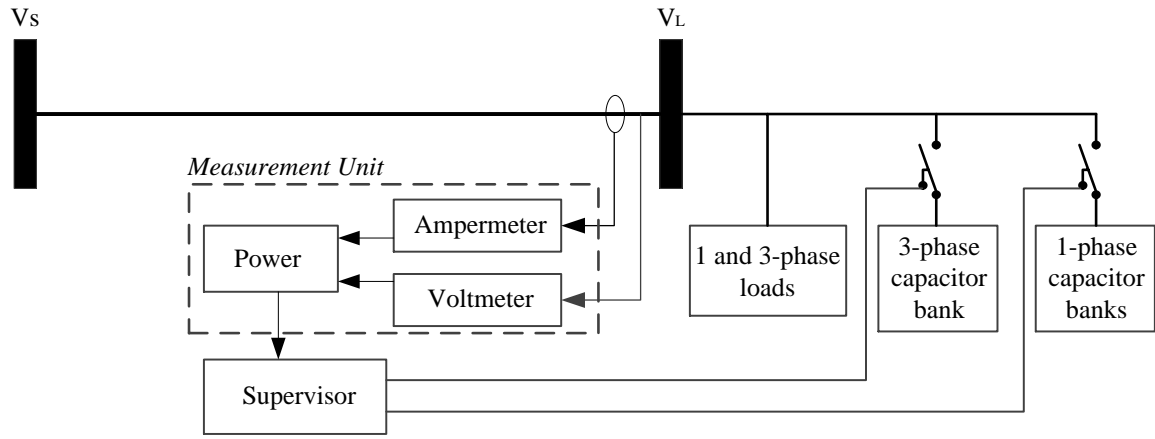 Vs
VL
Measurement Unit
Ampermeter
Power
Voltmeter
Supervisor
1 and 3-phase
loads
3-phase
capacitor
bank
1-phase
capacitor
banks